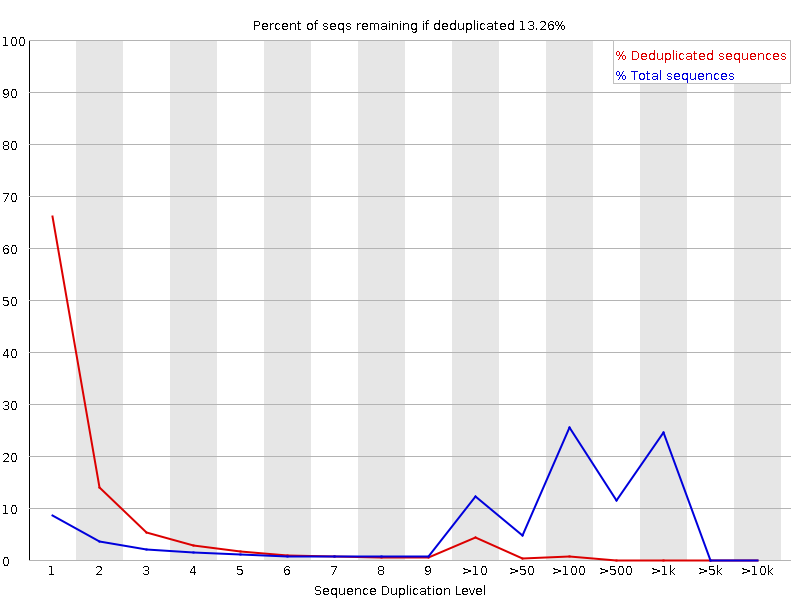 Percent of seqs remaining if deduplicated 13.26%
% Deduplicated sequences
% Total sequences
100
90
80
70
60
50
40
30
20
10
0
1 2 3 4 5 6 7 8 9 >10 >50 >100 >500 >1k >5k >10k
Sequence Duplication Level